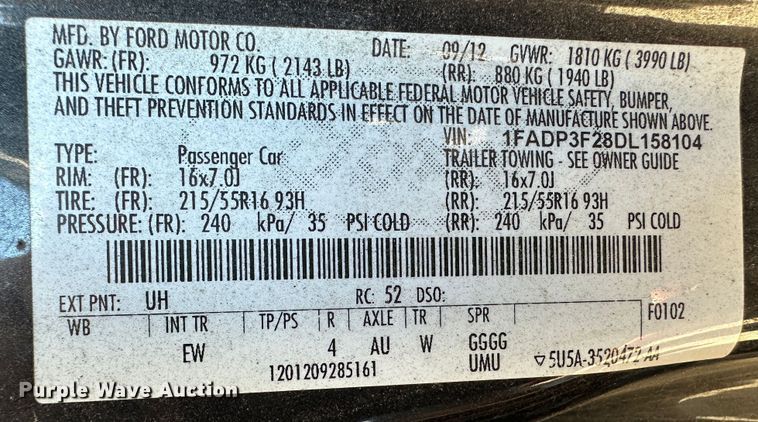 MFD. BY FORD MOTOR CO. DATE: 09/12 GVWR: 1810 KG ( 3990 LB)
GAWR: (FR): 972 KG ( 2143 LB) (RR): 880 KG ( 1940 LB)
THIS VEHICLE CONFORMS TO ALL APPLICABLE FEDERAL MOTOR VEHICLE SAFETY, BUMPER,
AND THEFT PREVENTION STANDARDS IN EFFECT ON THE DATE OF MANUFACTURE SHOWN ABOVE.
VIN: 1FADP3F28DL158104
TYPE: Passenger Car TRAILER TOWING - SEE OWNER GUIDE
RIM: (FR): 16x7.0J (RR): 16x7.0J
TIRE: (FR): 215/55R16 93H (RR): 215/55R16 93H
PRESSURE: (FR): 240 kPa/ 35 PSI COLD (RR): 240 kPa/ 35 PSI COLD
EXT PNT: UH RC: 52 DSO: F0102
WB INT TR TP/PS R AXLE TR SPR
EW 4 AU W GGGG
1201209285161 UMU ▽5U5A-3520472-AA
Purple Wave Auction